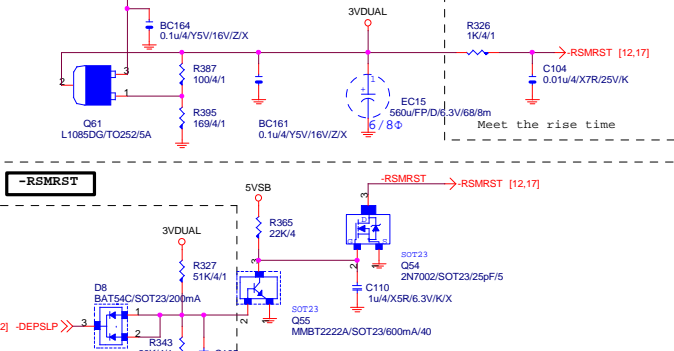 3VDUAL
BC164
0.1u/4/Y5V/16V/Z/X
R326
1K/4/1
-RSMRST [12,17]
R387
100/4/1
C104
0.01u/4/X7R/25V/K
2
3
1
1
+
EC15
560u/FP/D/6.3V/68/8m
6/8Φ
R395
169/4/1
Q61
L1085DG/TO252/5A
BC161
0.1u/4/Y5V/16V/Z/X
Meet the rise time
-RSMRST
5VSB
-RSMRST
-RSMRST [12,17]
3
R365
22K/4
3VDUAL
D
G
S
SOT23
Q54
2N7002/SOT23/25pF/5
2
1
3
R327
51K/4/1
C110
1u/4/X5R/6.3V/K/X
D8
BAT54C/SOT23/200mA
SOT23
Q55
MMBT2222A/SOT23/600mA/40
2
1
2] -DEPSLP
3
1
2
R343